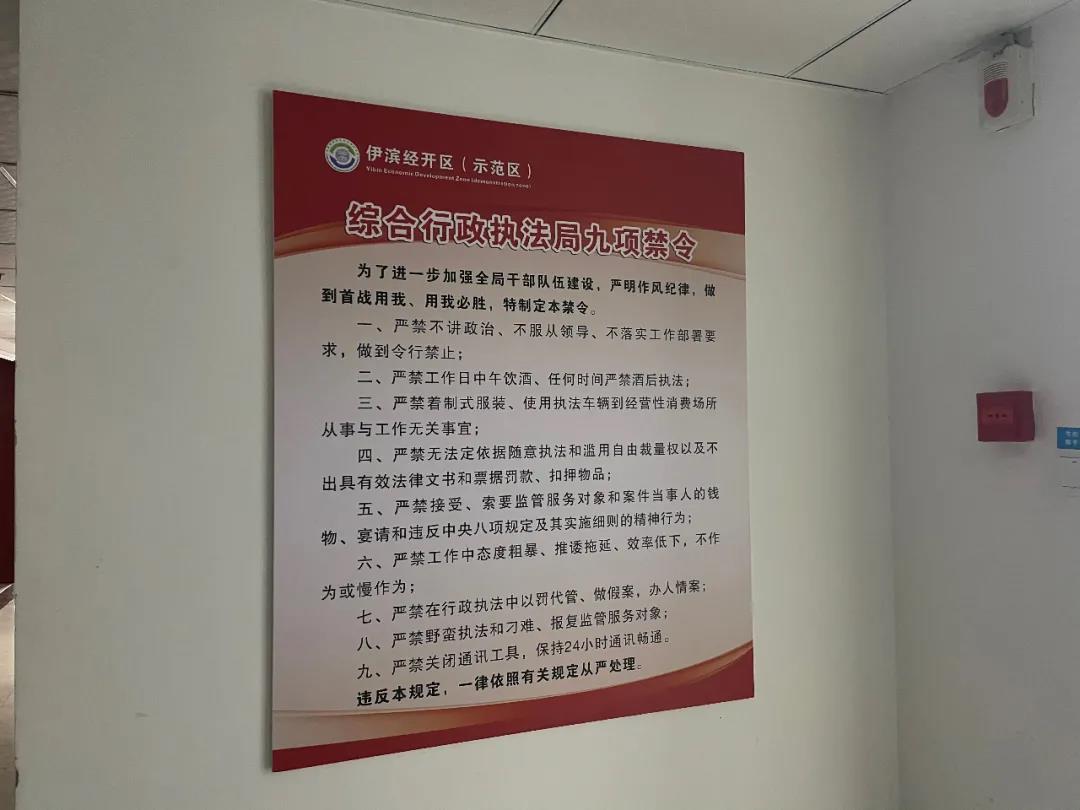 伊滨经开区（示范区）
Yibin Economic Development Zone (demonstration zone)
综合行政执法局九项禁令
为了进一步加强全局干部队伍建设，严明作风纪律，做
到首战用我、用我必胜，特制定本禁令。
一、严禁不讲政治、不服从领导、不落实工作部署要
求，做到令行禁止；
二、严禁工作日中午饮酒、任何时间严禁酒后执法；
三、严禁着制式服装、使用执法车辆到经营性消费场所
从事与工作无关事宜；
四、严禁无法定依据随意执法和滥用自由裁量权以及不
出具有效法律文书和票据罚款、扣押物品；
五、严禁接受、索要监管服务对象和案件当事人的钱
物、宴请和违反中央八项规定及其实施细则的精神行为；
六、严禁工作中态度粗暴、推诿拖延、效率低下，不作
为或慢作为；
七、严禁在行政执法中以罚代管、做假案，办人情案；
八、严禁野蛮执法和刁难、报复监管服务对象；
九、严禁关闭通讯工具，保持24小时通讯畅通。
违反本规定，一律依照有关规定从严处理。